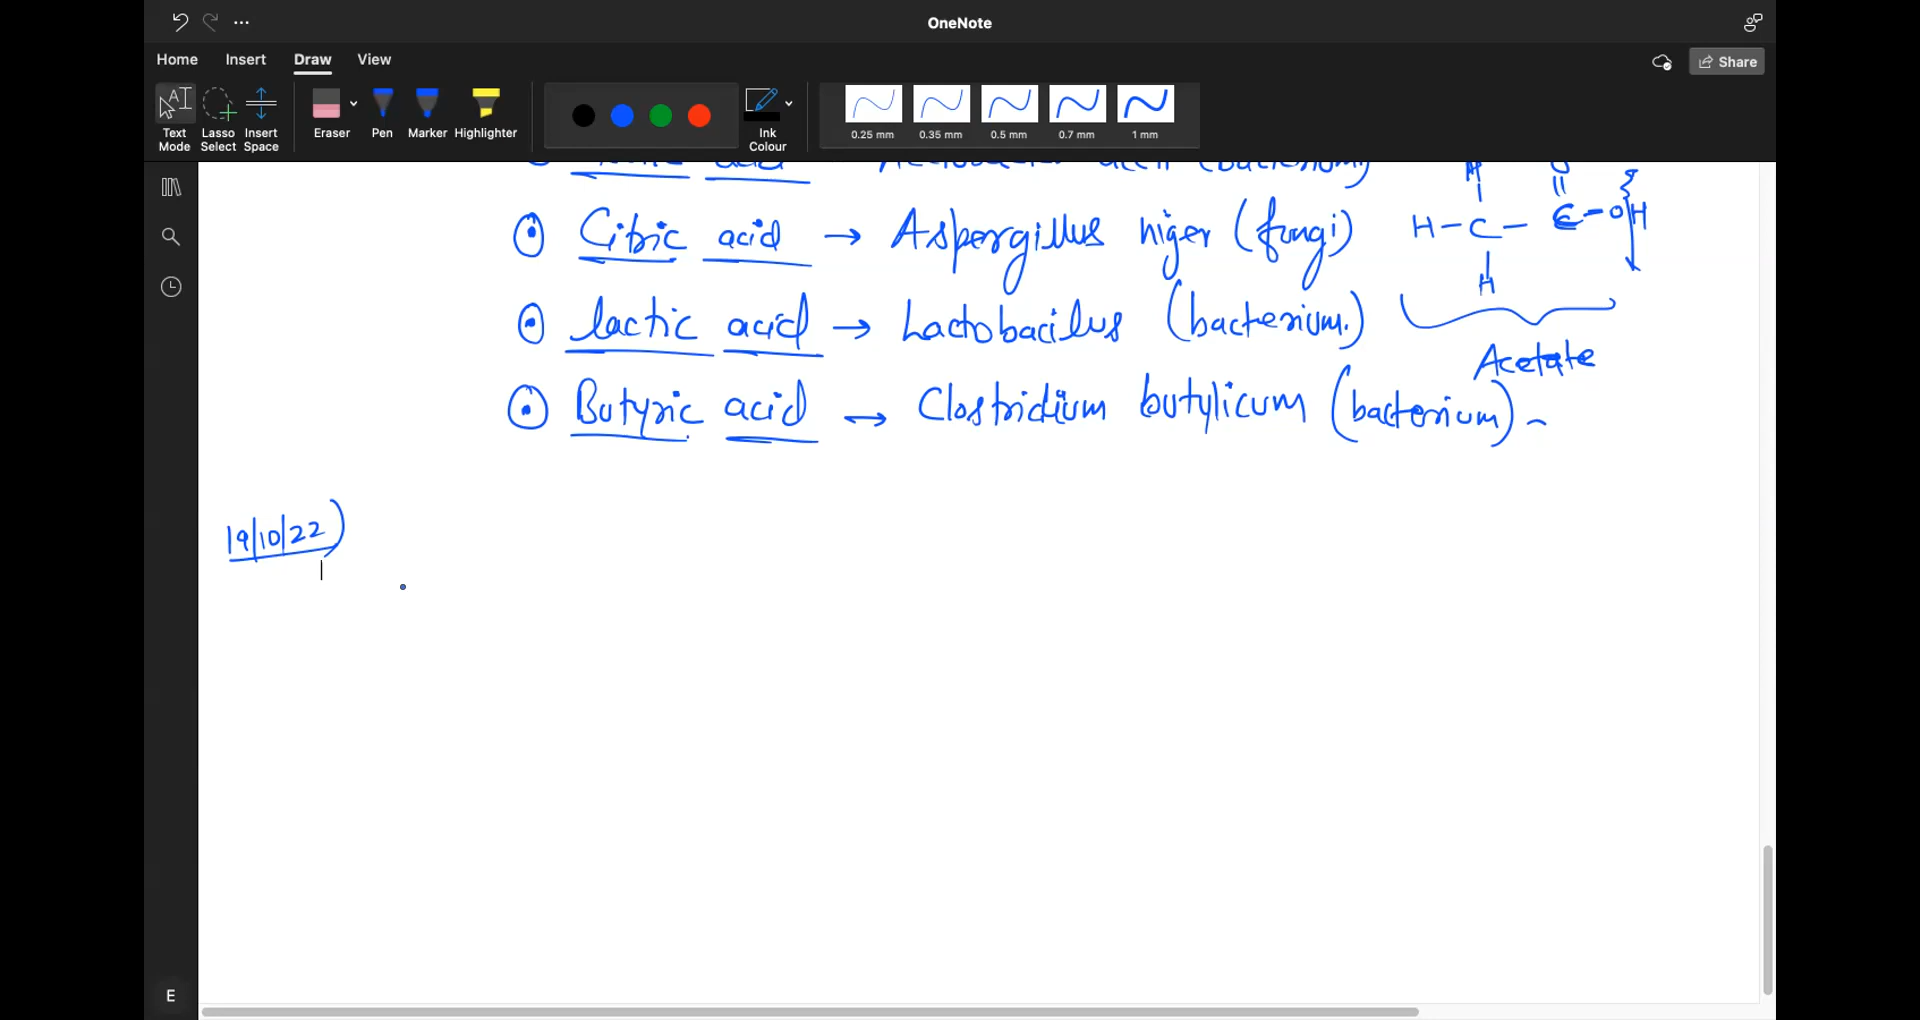 OneNote
Home Insert Draw View
Share
Text Mode
Lasso Select
Insert Space
Eraser
Pen
Marker
Highlighter
Ink Colour
0.25 mm
0.35 mm
0.5 mm
0.7 mm
1 mm
acid
H
O
Citric acid → Aspergillus niger (fungi)
H-C-C-OH
H
lactic acid → Lactobacilus (bacterium.)
Acetate
Butyric acid → Clostridium butylicum (bacterium)
19/10/22)
E